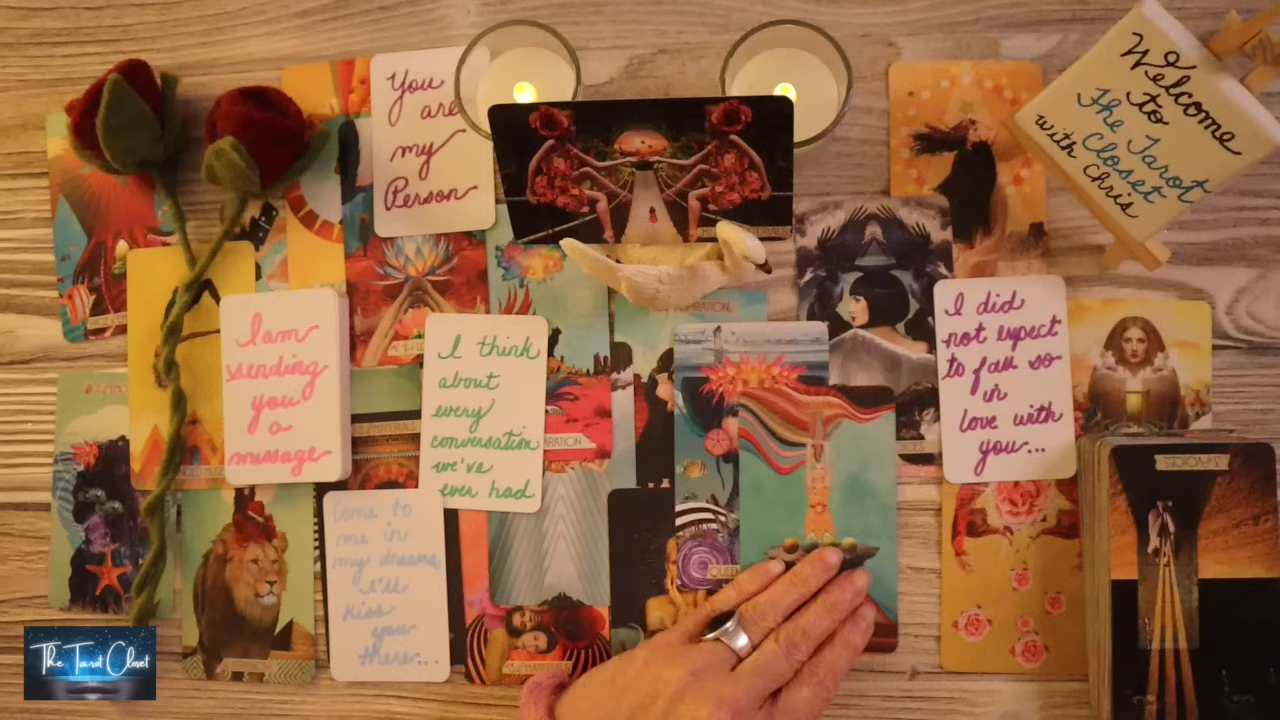 You
are
my
Person
Welcome
to
The Tarot
Closet
with Chris
I am
sending
you
a
message
I think
about
every
conversation
we've
ever had
I did
not expect
to fall so
in
love with
you...
Come to
me in
my dreams
I'll
kiss
you
there...
The Tarot Closet